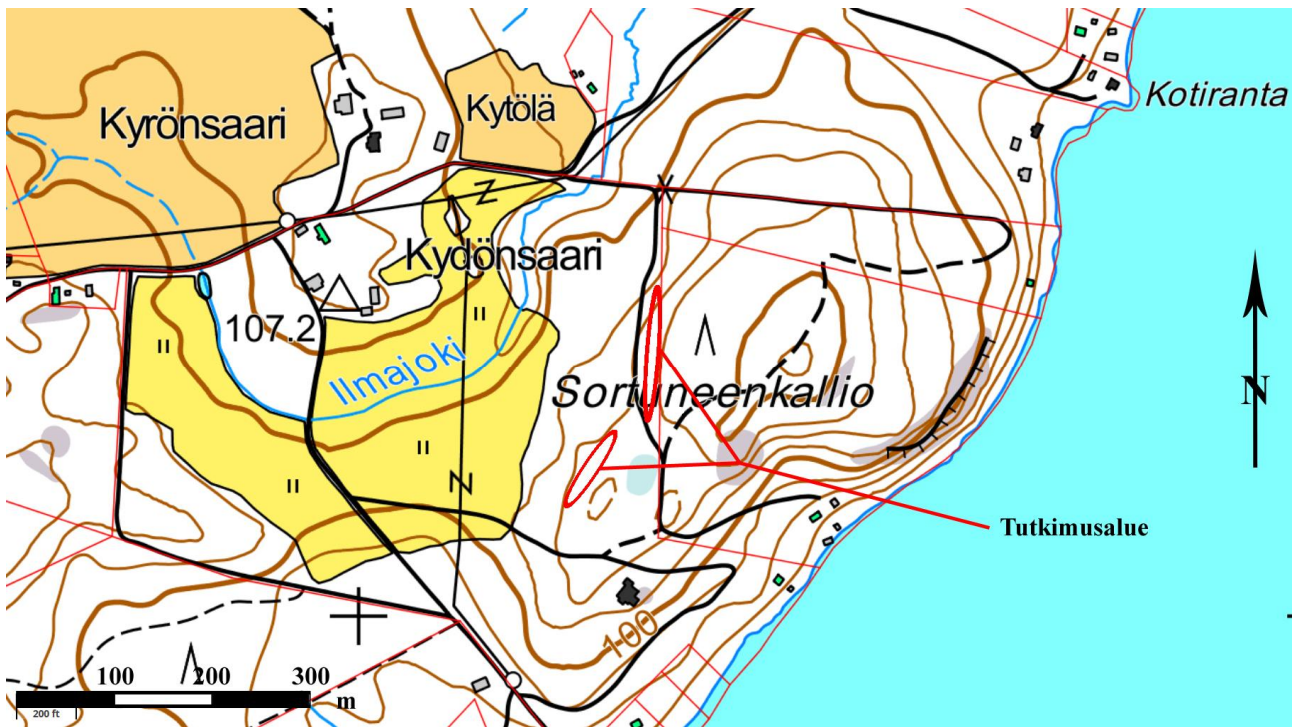 Kotiranta
Kyrönsaari
Kytölä
Kydönsaari
107.2
Ilmajoki
Sortuneenkallio
N
Tutkimusalue
100
100 200 300 m
200 ft